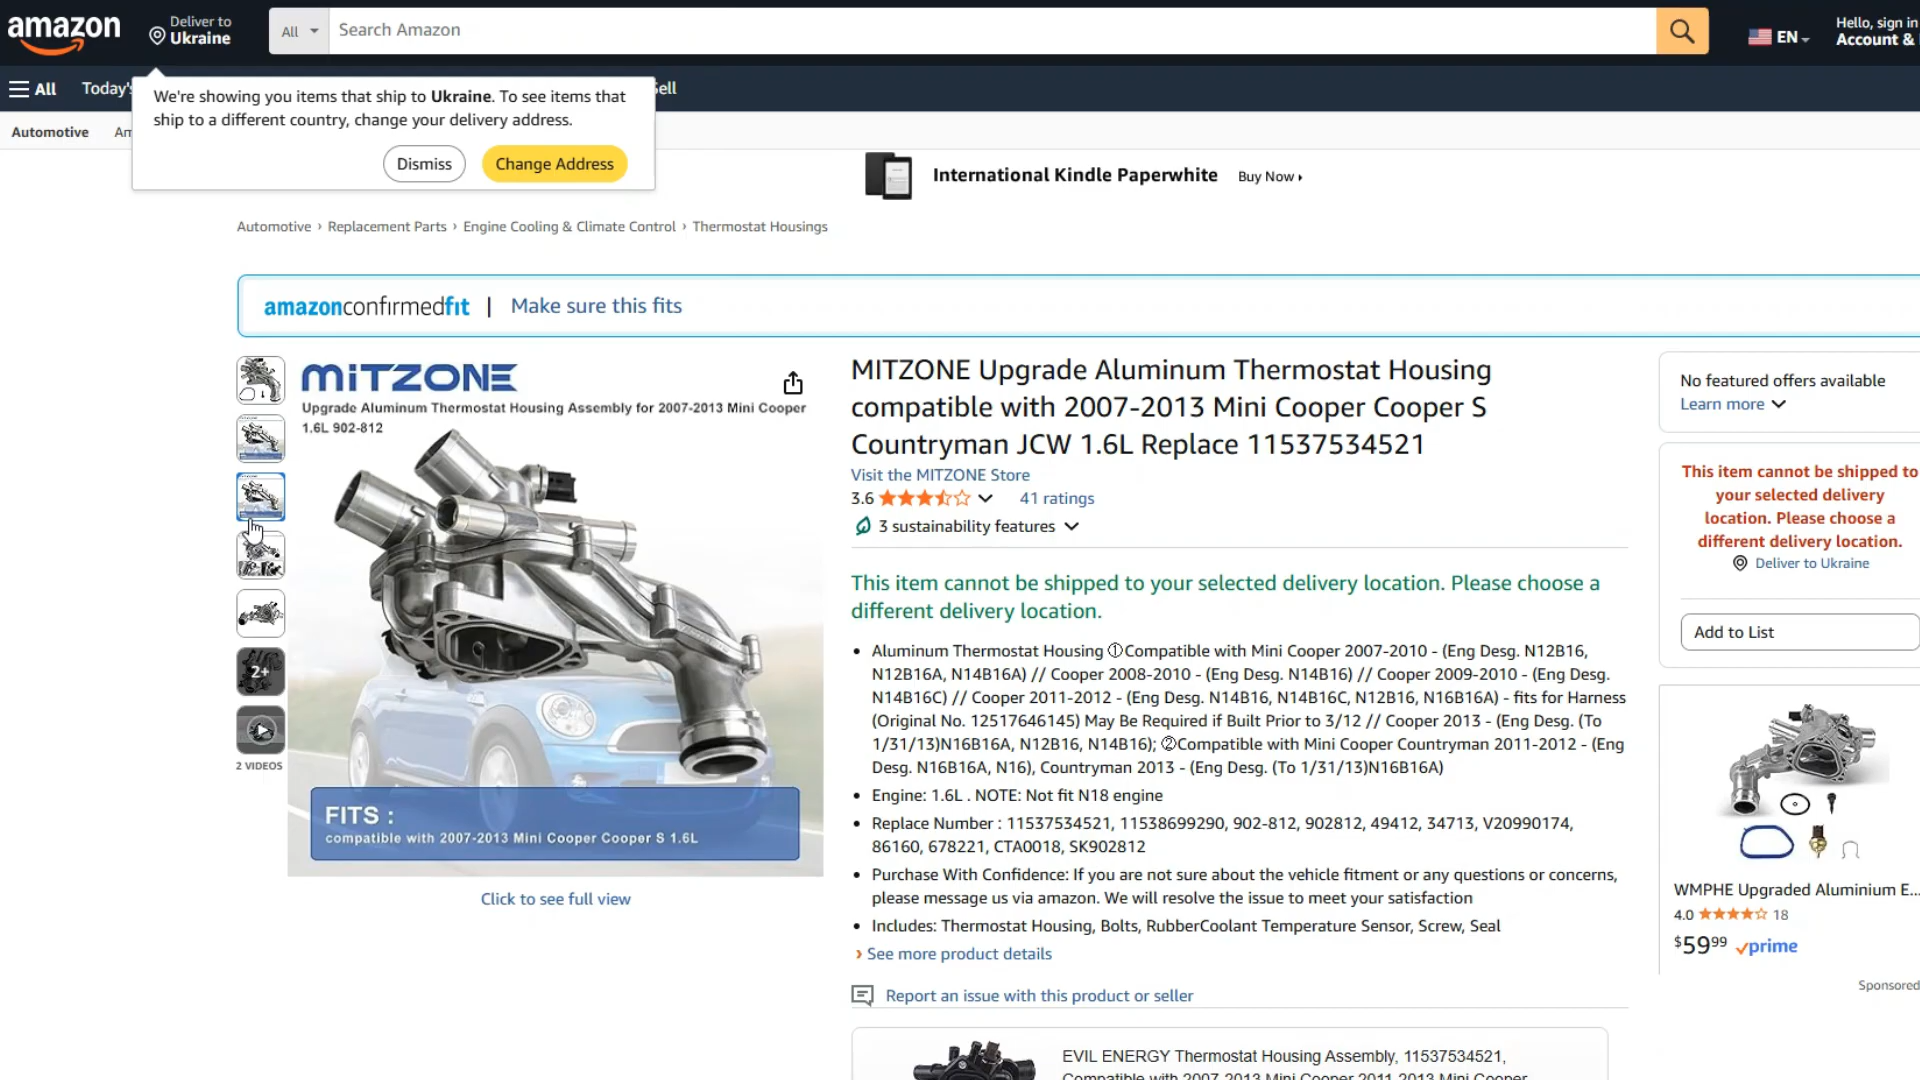 amazon
Deliver to
Ukraine
All
Search Amazon
EN
Hello, sign in
Account &
All
Today's
Sell
We're showing you items that ship to Ukraine. To see items that
ship to a different country, change your delivery address.
Dismiss
Change Address
Automotive
Am
International Kindle Paperwhite
Buy Now
Automotive › Replacement Parts › Engine Cooling & Climate Control › Thermostat Housings
amazonconfirmedfit | Make sure this fits
MITZONE
Upgrade Aluminum Thermostat Housing Assembly for 2007-2013 Mini Cooper
1.6L 902-812
FITS :
compatible with 2007-2013 Mini Cooper Cooper S 1.6L
2+
2 VIDEOS
Click to see full view
MITZONE Upgrade Aluminum Thermostat Housing
compatible with 2007-2013 Mini Cooper Cooper S
Countryman JCW 1.6L Replace 11537534521
Visit the MITZONE Store
3.6
41 ratings
3 sustainability features
This item cannot be shipped to your selected delivery location. Please choose a
different delivery location.
• Aluminum Thermostat Housing ①Compatible with Mini Cooper 2007-2010 - (Eng Desg. N12B16,
N12B16A, N14B16A) // Cooper 2008-2010 - (Eng Desg. N14B16) // Cooper 2009-2010 - (Eng Desg.
N14B16C) // Cooper 2011-2012 - (Eng Desg. N14B16, N14B16C, N12B16, N16B16A) - fits for Harness
(Original No. 12517646145) May Be Required if Built Prior to 3/12 // Cooper 2013 - (Eng Desg. (To
1/31/13)N16B16A, N12B16, N14B16); ②Compatible with Mini Cooper Countryman 2011-2012 - (Eng
Desg. N16B16A, N16), Countryman 2013 - (Eng Desg. (To 1/31/13)N16B16A)
• Engine: 1.6L . NOTE: Not fit N18 engine
• Replace Number : 11537534521, 11538699290, 902-812, 902812, 49412, 34713, V20990174,
86160, 678221, CTA0018, SK902812
• Purchase With Confidence: If you are not sure about the vehicle fitment or any questions or concerns,
please message us via amazon. We will resolve the issue to meet your satisfaction
• Includes: Thermostat Housing, Bolts, RubberCoolant Temperature Sensor, Screw, Seal
› See more product details
Report an issue with this product or seller
EVIL ENERGY Thermostat Housing Assembly, 11537534521,
Compatible with 2007-2013 Mini Cooper 2011-2013 Mini Cooper
No featured offers available
Learn more
This item cannot be shipped to
your selected delivery
location. Please choose a
different delivery location.
Deliver to Ukraine
Add to List
WMPHE Upgraded Aluminium E...
4.0
18
$5999
prime
Sponsored